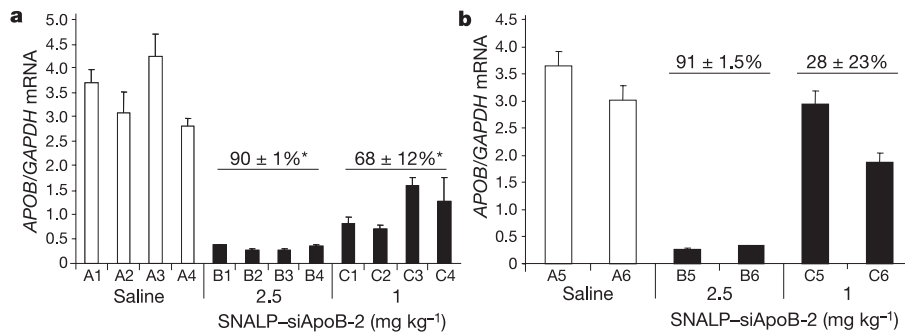 a
APOB/GAPDH mRNA
5.0
4.5
4.0
3.5
3.0
2.5
2.0
1.5
1.0
0.5
0
90 ± 1%*
68 ± 12%*
A1 A2 A3 A4 B1 B2 B3 B4 C1 C2 C3 C4
Saline 2.5 1
SNALP–siApoB-2 (mg kg⁻¹)
b
APOB/GAPDH mRNA
4.5
4.0
3.5
3.0
2.5
2.0
1.5
1.0
0.5
0
91 ± 1.5%
28 ± 23%
A5 A6 B5 B6 C5 C6
Saline 2.5 1
SNALP–siApoB-2 (mg kg⁻¹)